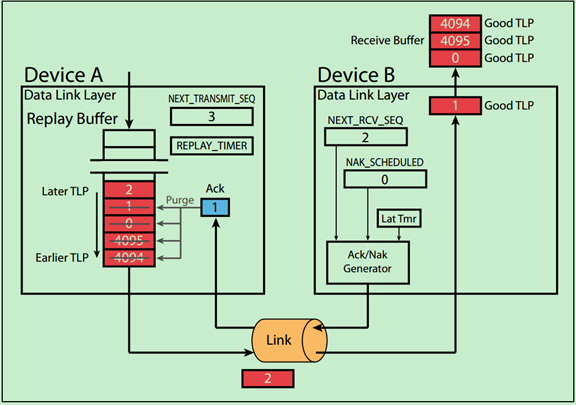 4094 Good TLP
Receive Buffer 4095 Good TLP
0 Good TLP
Device A
Device B
Data Link Layer
NEXT_TRANSMIT_SEQ
3
Replay Buffer
REPLAY_TIMER
Later TLP
2
1
0
4095
4094
Earlier TLP
Purge
Ack
1
Data Link Layer
1 Good TLP
NEXT_RCV_SEQ
2
NAK_SCHEDULED
0
Lat Tmr
Ack/Nak
Generator
Link
2